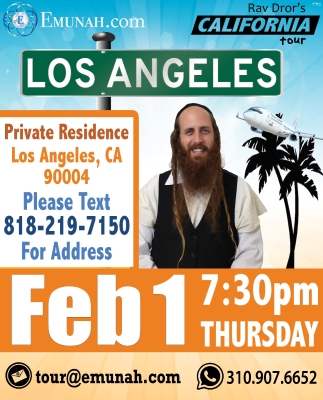 EMUNAH.com
Rav Dror's
CALIFORNIA
tour
LOS ANGELES
Private Residence
Los Angeles, CA
90004
Please Text
818-219-7150
For Address
Feb 1
7:30pm
THURSDAY
tour@emunah.com
310.907.6652